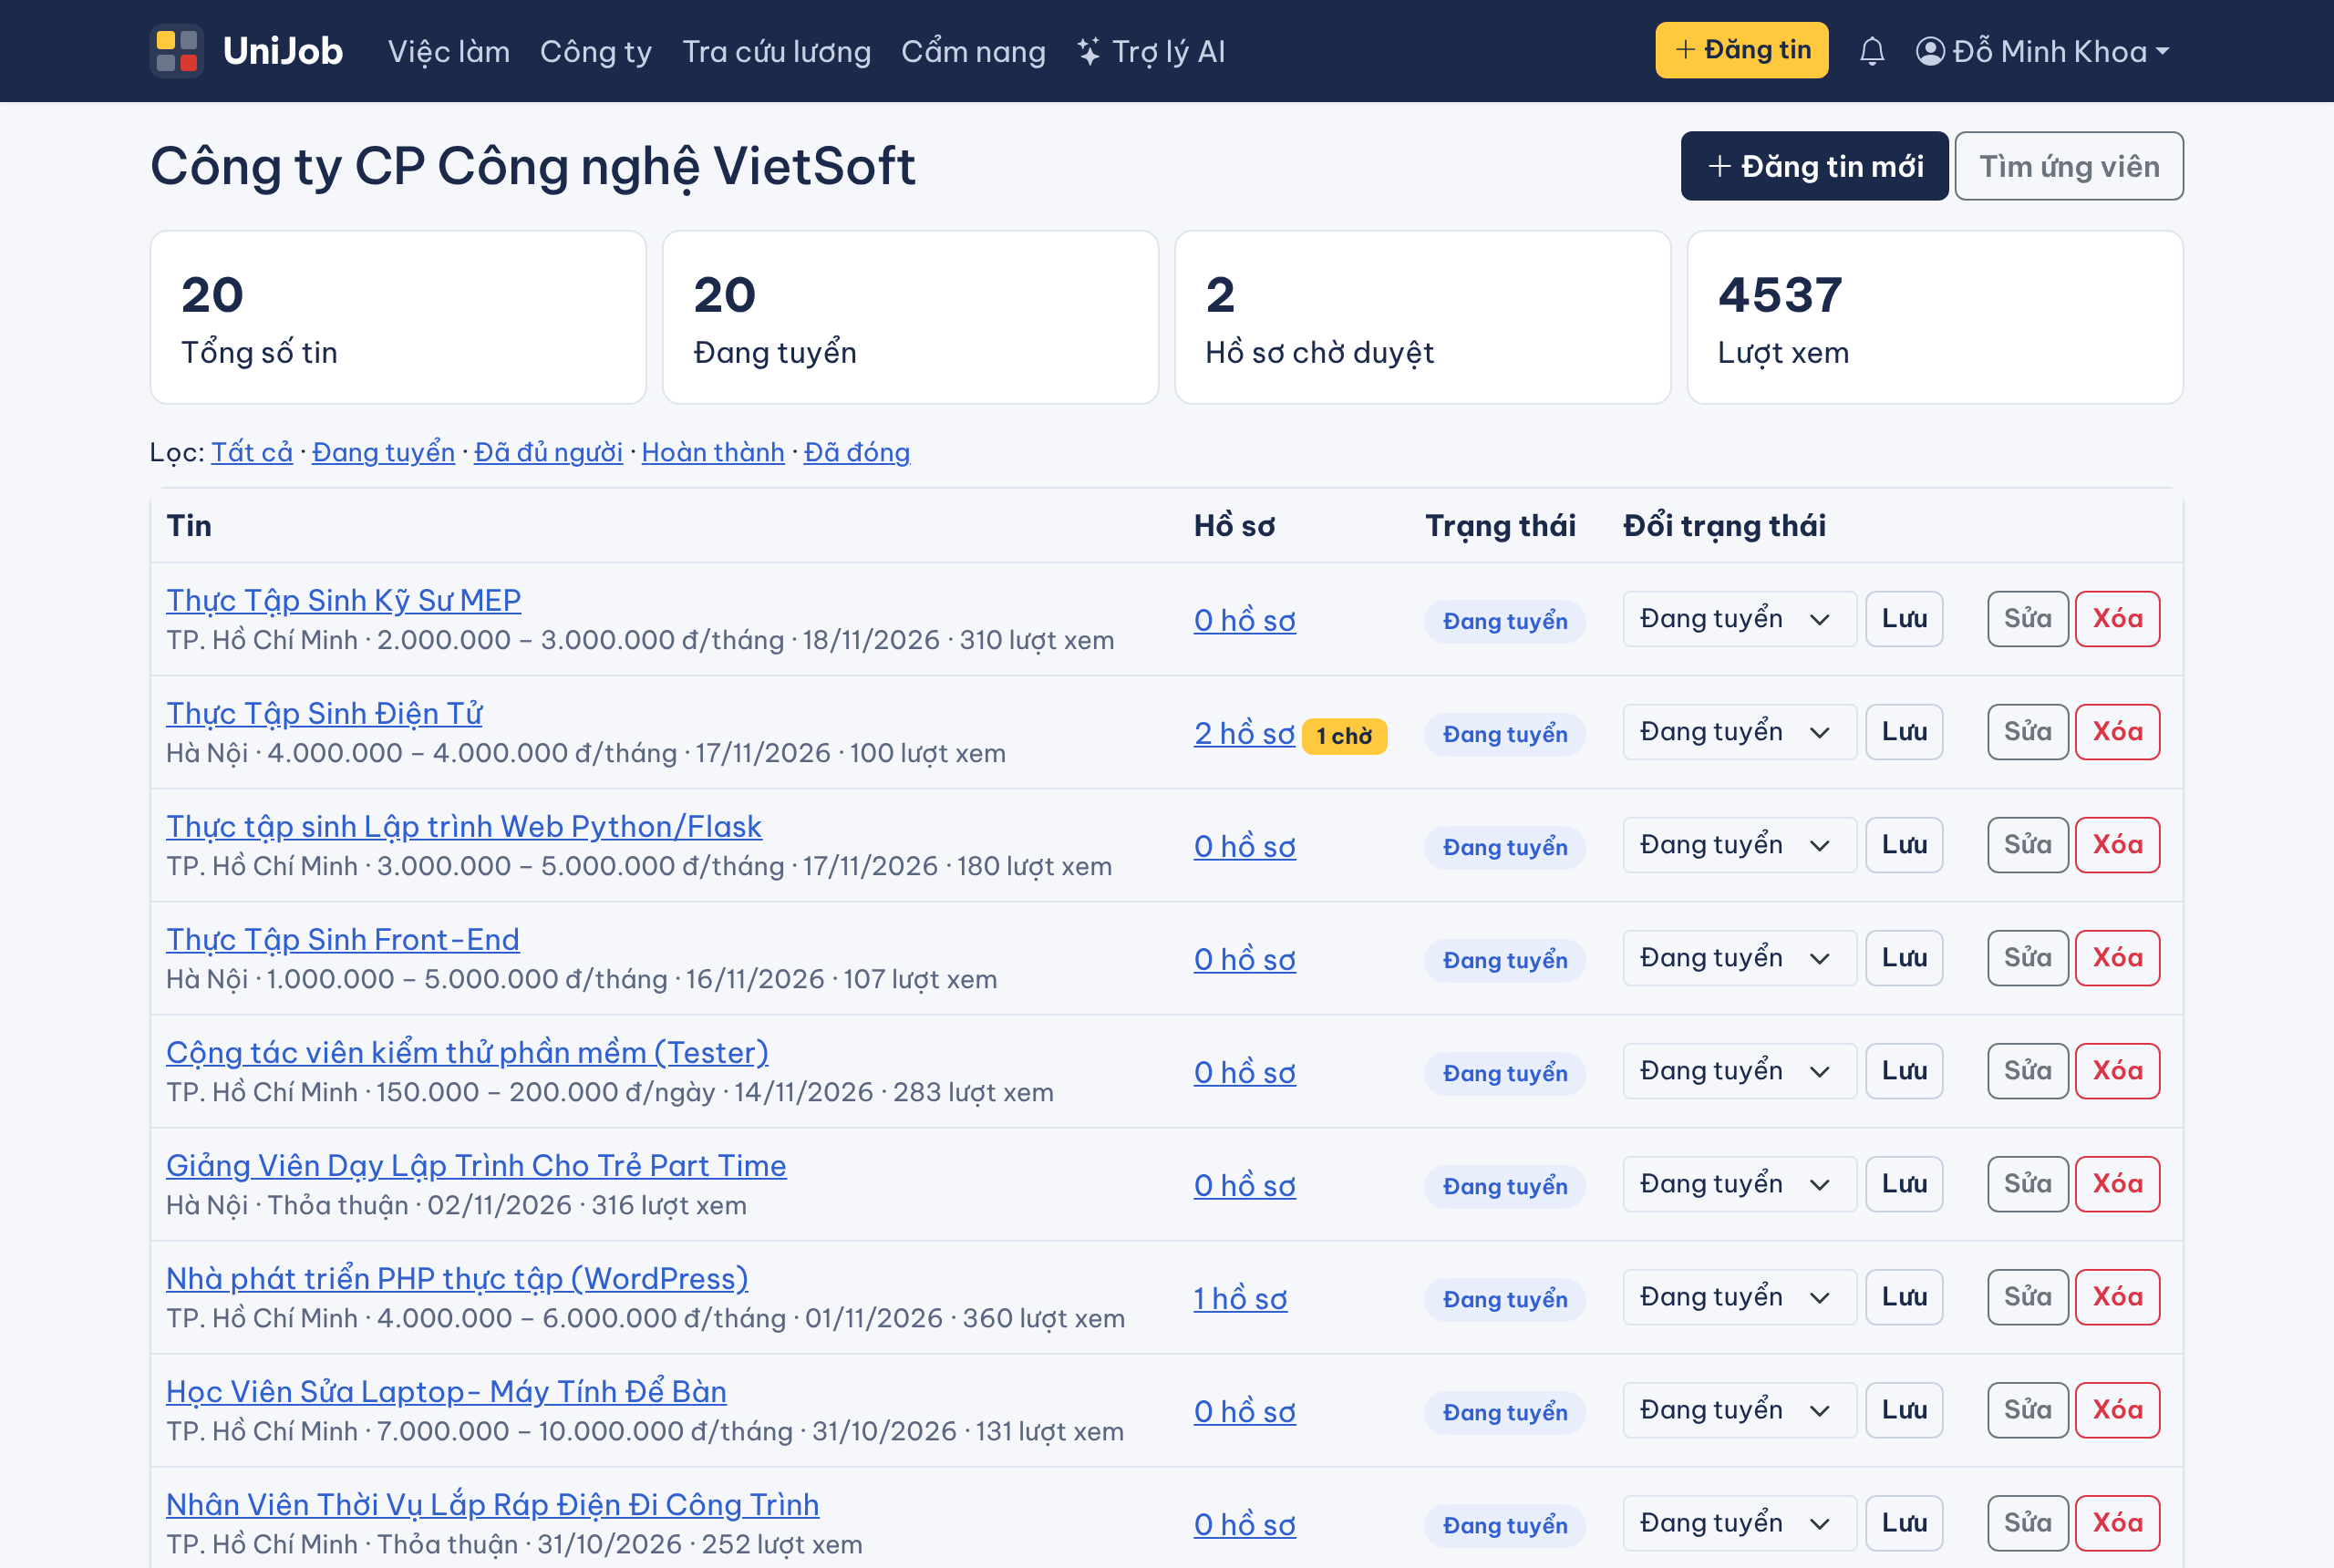 UniJob Việc làm Công ty Tra cứu lương Cẩm nang Trợ lý AI + Đăng tin Đỗ Minh Khoa
Công ty CP Công nghệ VietSoft + Đăng tin mới Tìm ứng viên
20 20 2 4537
Tổng số tin Đang tuyển Hồ sơ chờ duyệt Lượt xem
Lọc: Tất cả · Đang tuyển · Đã đủ người · Hoàn thành · Đã đóng
Tin Hồ sơ Trạng thái Đổi trạng thái
Thực Tập Sinh Kỹ Sư MEP
TP. Hồ Chí Minh · 2.000.000 – 3.000.000 đ/tháng · 18/11/2026 · 310 lượt xem
0 hồ sơ Đang tuyển Đang tuyển Lưu Sửa Xóa
Thực Tập Sinh Điện Tử
Hà Nội · 4.000.000 – 4.000.000 đ/tháng · 17/11/2026 · 100 lượt xem
2 hồ sơ 1 chờ Đang tuyển Đang tuyển Lưu Sửa Xóa
Thực tập sinh Lập trình Web Python/Flask
TP. Hồ Chí Minh · 3.000.000 – 5.000.000 đ/tháng · 17/11/2026 · 180 lượt xem
0 hồ sơ Đang tuyển Đang tuyển Lưu Sửa Xóa
Thực Tập Sinh Front-End
Hà Nội · 1.000.000 – 5.000.000 đ/tháng · 16/11/2026 · 107 lượt xem
0 hồ sơ Đang tuyển Đang tuyển Lưu Sửa Xóa
Cộng tác viên kiểm thử phần mềm (Tester)
TP. Hồ Chí Minh · 150.000 – 200.000 đ/ngày · 14/11/2026 · 283 lượt xem
0 hồ sơ Đang tuyển Đang tuyển Lưu Sửa Xóa
Giảng Viên Dạy Lập Trình Cho Trẻ Part Time
Hà Nội · Thỏa thuận · 02/11/2026 · 316 lượt xem
0 hồ sơ Đang tuyển Đang tuyển Lưu Sửa Xóa
Nhà phát triển PHP thực tập (WordPress)
TP. Hồ Chí Minh · 4.000.000 – 6.000.000 đ/tháng · 01/11/2026 · 360 lượt xem
1 hồ sơ Đang tuyển Đang tuyển Lưu Sửa Xóa
Học Viên Sửa Laptop- Máy Tính Để Bàn
TP. Hồ Chí Minh · 7.000.000 – 10.000.000 đ/tháng · 31/10/2026 · 131 lượt xem
0 hồ sơ Đang tuyển Đang tuyển Lưu Sửa Xóa
Nhân Viên Thời Vụ Lắp Ráp Điện Đi Công Trình
TP. Hồ Chí Minh · Thỏa thuận · 31/10/2026 · 252 lượt xem
0 hồ sơ Đang tuyển Đang tuyển Lưu Sửa Xóa